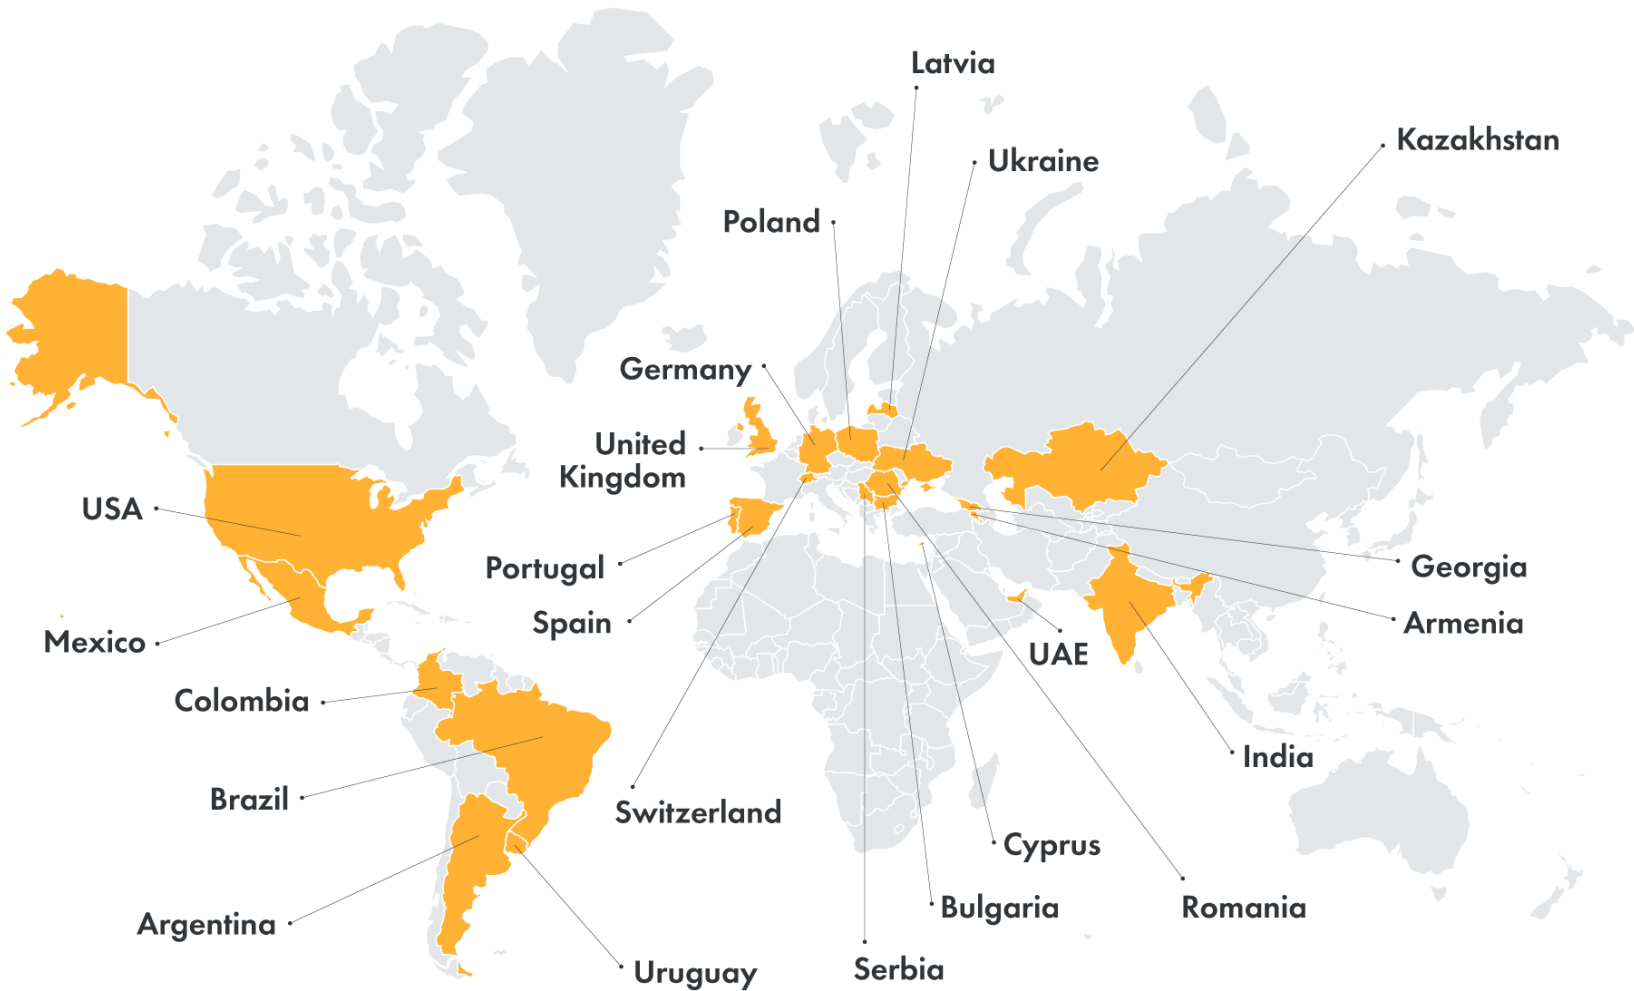 Latvia
Kazakhstan
Ukraine
Poland
Germany
United
Kingdom
USA
Portugal
Georgia
Spain
Armenia
Mexico
UAE
Colombia
India
Brazil
Switzerland
Cyprus
Bulgaria
Romania
Argentina
Serbia
Uruguay